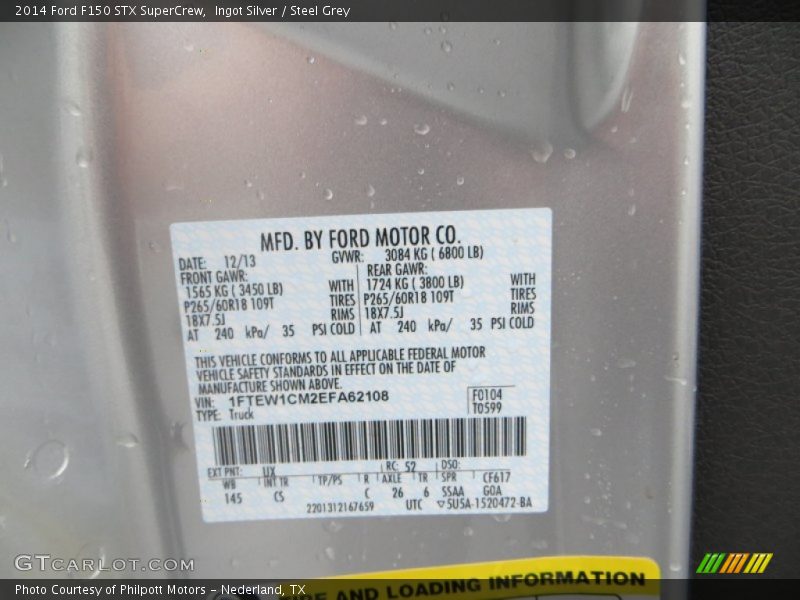 2014 Ford F150 STX SuperCrew, Ingot Silver / Steel Grey
MFD. BY FORD MOTOR CO.
DATE: 12/13 GVWR: 3084 KG ( 6800 LB)
FRONT GAWR: REAR GAWR:
1565 KG ( 3450 LB) WITH 1724 KG ( 3800 LB) WITH
P265/60R18 109T TIRES P265/60R18 109T TIRES
18X7.5J RIMS 18X7.5J RIMS
AT 240 kPa/ 35 PSI COLD AT 240 kPa/ 35 PSI COLD
THIS VEHICLE CONFORMS TO ALL APPLICABLE FEDERAL MOTOR
VEHICLE SAFETY STANDARDS IN EFFECT ON THE DATE OF
MANUFACTURE SHOWN ABOVE.
VIN: 1FTEW1CM2EFA62108 F0104
TYPE: Truck T0599
EXT PNT: UX RC: 52 DSO:
WB INT TR TP/PS R AXLE TR SPR CF617
145 CS C 26 6 SSAA GOA
2201312167659 UTC ▽SU5A-1520472-BA
AND LOADING INFORMATION
GTCARLOT.COM
Photo Courtesy of Philpott Motors - Nederland, TX